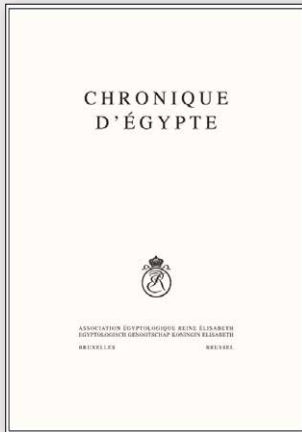 CHRONIQUE
D'ÉGYPTE
ASSOCIATION ÉGYPTOLOGIQUE REINE ÉLISABETH
EGYPTOLOGISCH GENOOTSCHAP KONINGIN ELISABETH
BRUXELLES BRUSSEL